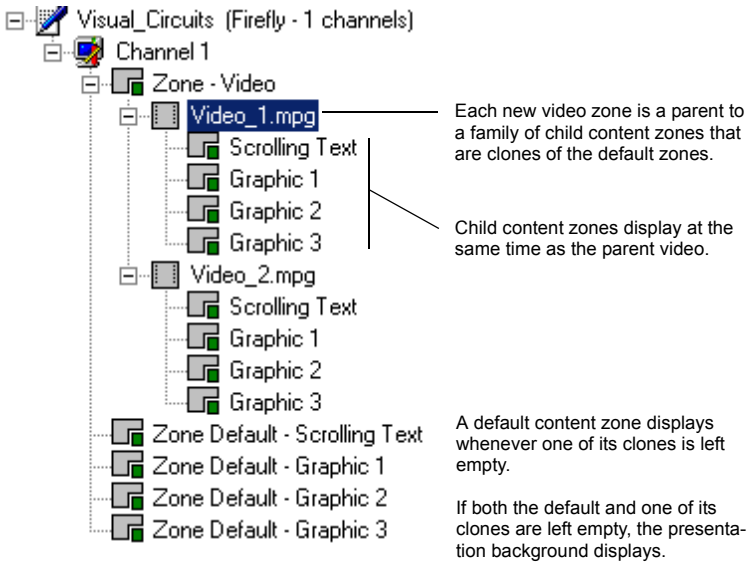 Visual_Circuits (Firefly - 1 channels)
Channel 1
Zone - Video
Video_1.mpg
Scrolling Text
Graphic 1
Graphic 2
Graphic 3
Video_2.mpg
Scrolling Text
Graphic 1
Graphic 2
Graphic 3
Zone Default - Scrolling Text
Zone Default - Graphic 1
Zone Default - Graphic 2
Zone Default - Graphic 3
Each new video zone is a parent to
a family of child content zones that
are clones of the default zones.
Child content zones display at the
same time as the parent video.
A default content zone displays
whenever one of its clones is left
empty.
If both the default and one of its
clones are left empty, the presenta-
tion background displays.